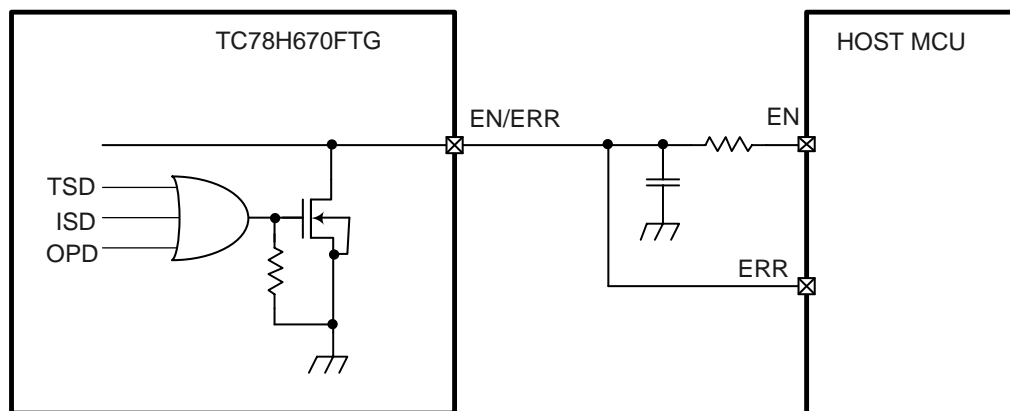 TC78H670FTG
HOST MCU
EN/ERR
EN
TSD
ISD
OPD
ERR